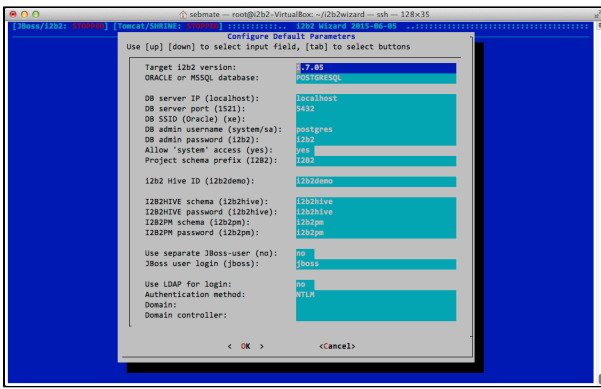 sebmate — root@i2b2-VirtualBox: ~/i2b2wizard — ssh — 128×35
[JBoss/i2b2: STOPPED] [Tomcat/SHRINE: STOPPED] ::::::::::.. i2b2 Wizard 2015-06-05 ..::::::::::::::::::::::::::::::::::::
Configure Default Parameters
Use [up] [down] to select input field, [tab] to select buttons
Target i2b2 version: 1.7.05
ORACLE or MSSQL database: POSTGRESQL
DB server IP (localhost): localhost
DB server port (1521): 5432
DB SSID (Oracle) (xe):
DB admin username (system/sa): postgres
DB admin password (i2b2): i2b2
Allow 'system' access (yes): yes
Project schema prefix (I2B2): I2B2
i2b2 Hive ID (i2b2demo): i2b2demo
I2B2HIVE schema (i2b2hive): i2b2hive
I2B2HIVE password (i2b2hive): i2b2hive
I2B2PM schema (i2b2pm): i2b2pm
I2B2PM password (i2b2pm): i2b2pm
Use separate JBoss-user (no): no
JBoss user login (jboss): jboss
Use LDAP for login: no
Authentication method: NTLM
Domain:
Domain controller:
< OK > <Cancel>